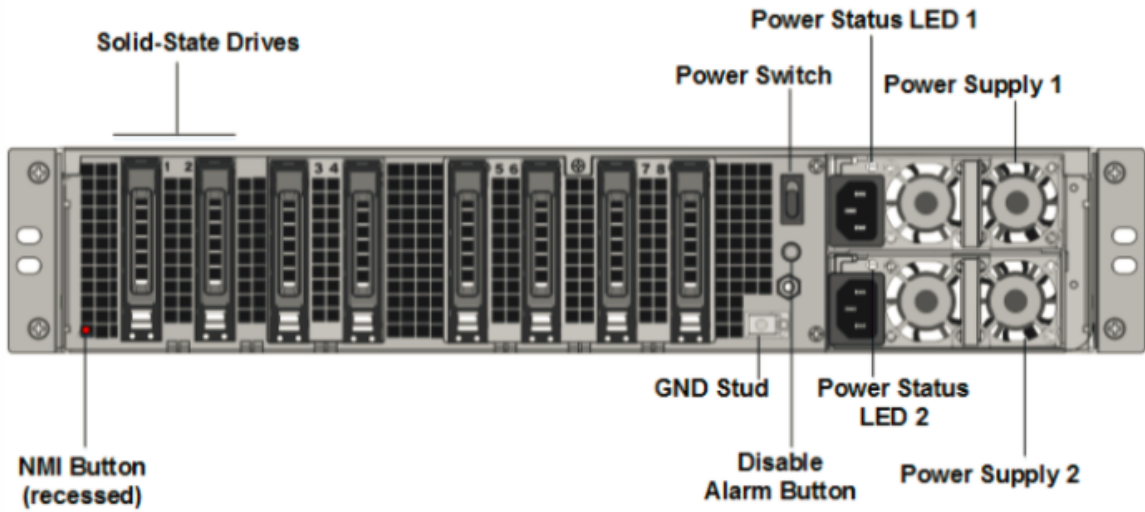 Power Status LED 1
Solid-State Drives
Power Switch
Power Supply 1
1 2
3 4
5 6
7 8
GND Stud
Power Status
LED 2
NMI Button
(recessed)
Disable
Alarm Button
Power Supply 2